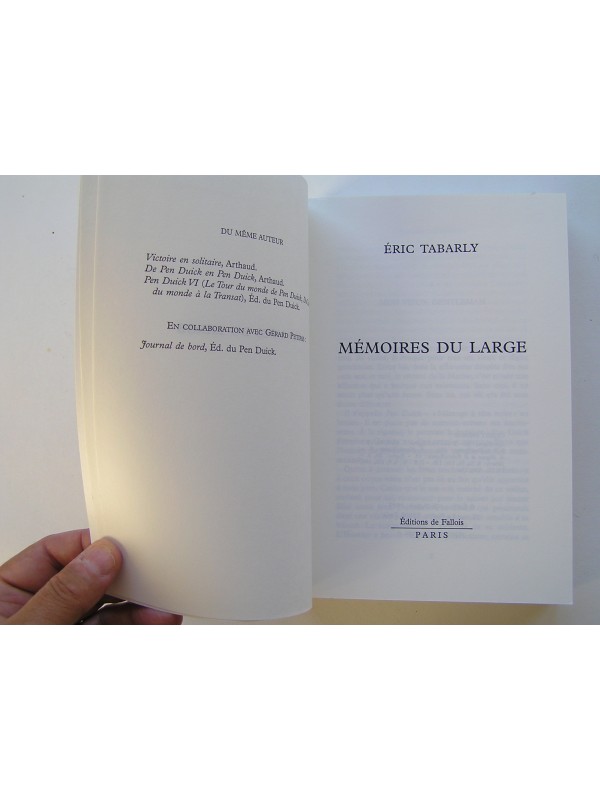 DU MÊME AUTEUR
Victoire en solitaire, Arthaud.
De Pen Duick en Pen Duick, Arthaud.
Pen Duick VI (Le Tour du monde de Pen Duick,
du monde à la Transat), Éd. du Pen Duick.
EN COLLABORATION AVEC GÉRARD
Journal de bord, Éd. du Pen Duick.
ÉRIC TABARLY
MÉMOIRES DU LARGE
Éditions de Fallois
PARIS